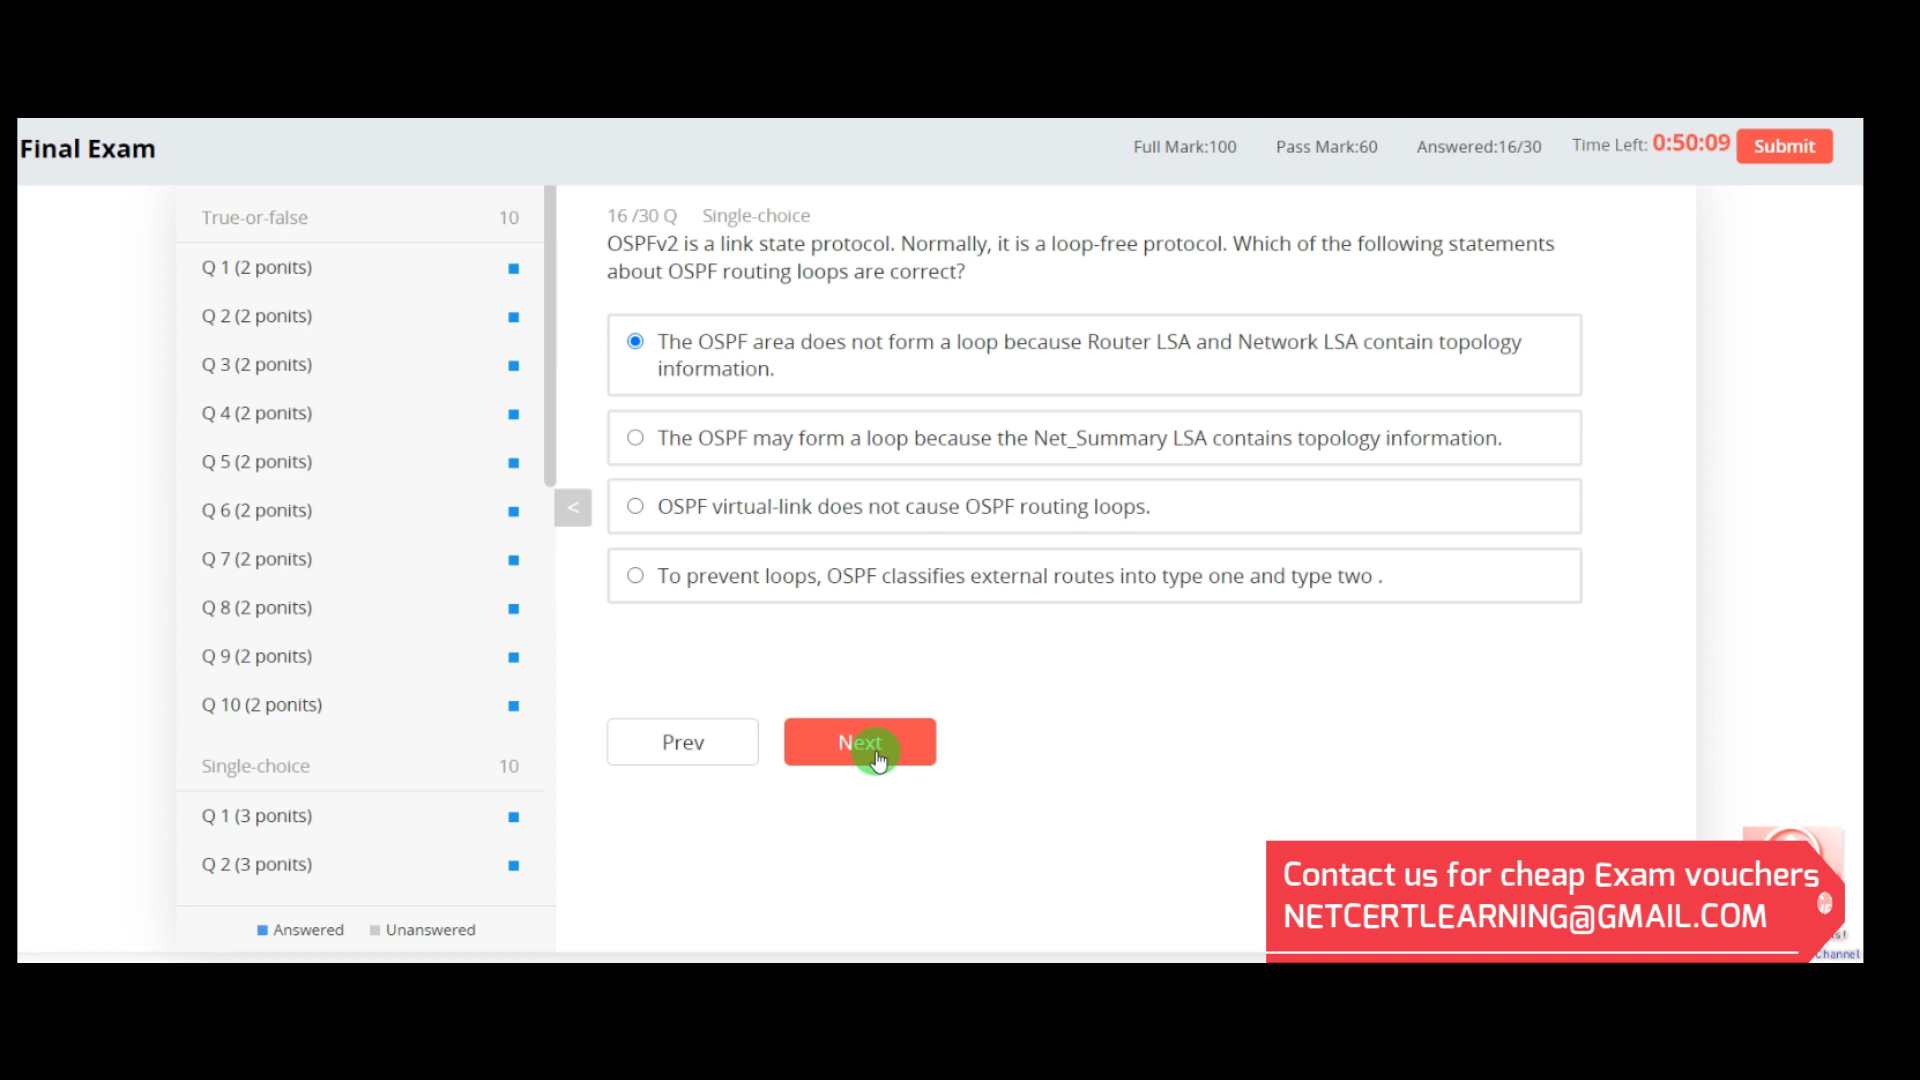 Final Exam
Full Mark:100
Pass Mark:60
Answered:16/30
Time Left: 0:50:09
Submit
True-or-false 10
Q 1 (2 ponits)
Q 2 (2 ponits)
Q 3 (2 ponits)
Q 4 (2 ponits)
Q 5 (2 ponits)
Q 6 (2 ponits)
Q 7 (2 ponits)
Q 8 (2 ponits)
Q 9 (2 ponits)
Q 10 (2 ponits)
Single-choice 10
Q 1 (3 ponits)
Q 2 (3 ponits)
Answered Unanswered
<
16 /30 Q Single-choice
OSPFv2 is a link state protocol. Normally, it is a loop-free protocol. Which of the following statements
about OSPF routing loops are correct?
The OSPF area does not form a loop because Router LSA and Network LSA contain topology
information.
The OSPF may form a loop because the Net_Summary LSA contains topology information.
OSPF virtual-link does not cause OSPF routing loops.
To prevent loops, OSPF classifies external routes into type one and type two .
Prev
Next
Contact us for cheap Exam vouchers
NETCERTLEARNING@GMAIL.COM
Channel